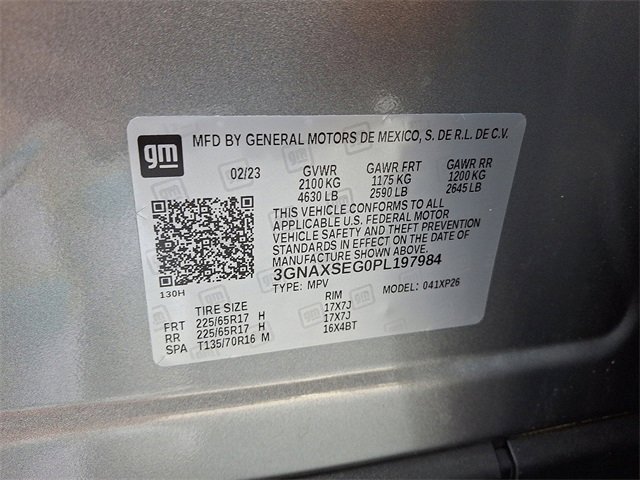 gm MFD BY GENERAL MOTORS DE MEXICO, S. DE R.L. DE C.V.
02/23 GVWR GAWR FRT GAWR RR
2100 KG 1175 KG 1200 KG
4630 LB 2590 LB 2645 LB
THIS VEHICLE CONFORMS TO ALL
APPLICABLE U.S. FEDERAL MOTOR
VEHICLE SAFETY AND THEFT PREVENTION
STANDARDS IN EFFECT ON THE DATE OF
MANUFACTURE SHOWN ABOVE.
3GNAXSEG0PL197984
130H TYPE: MPV MODEL: 041XP26
TIRE SIZE RIM
FRT 225/65R17 H 17X7J
RR 225/65R17 H 17X7J
SPA T135/70R16 M 16X4BT